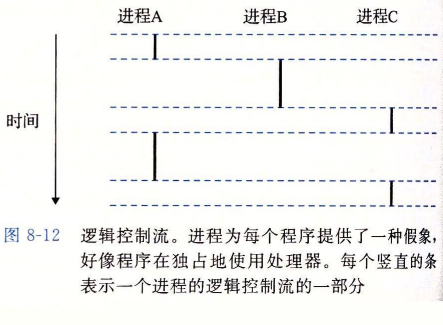 进程A 进程B 进程C
时间
图 8-12 逻辑控制流。进程为每个程序提供了一种假象，
好像程序在独占地使用处理器。每个竖直的条
表示一个进程的逻辑控制流的一部分